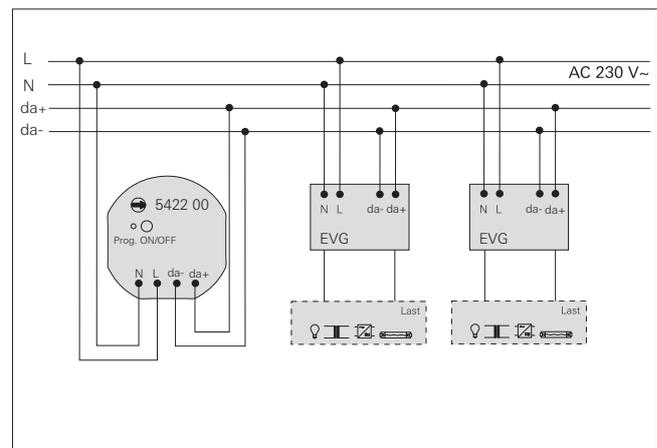 L
AC 230 V~
N
da+
da-
5422 00
Prog. ON/OFF
N L da- da+
N L da- da+
EVG
N L da- da+
EVG
Last
Last